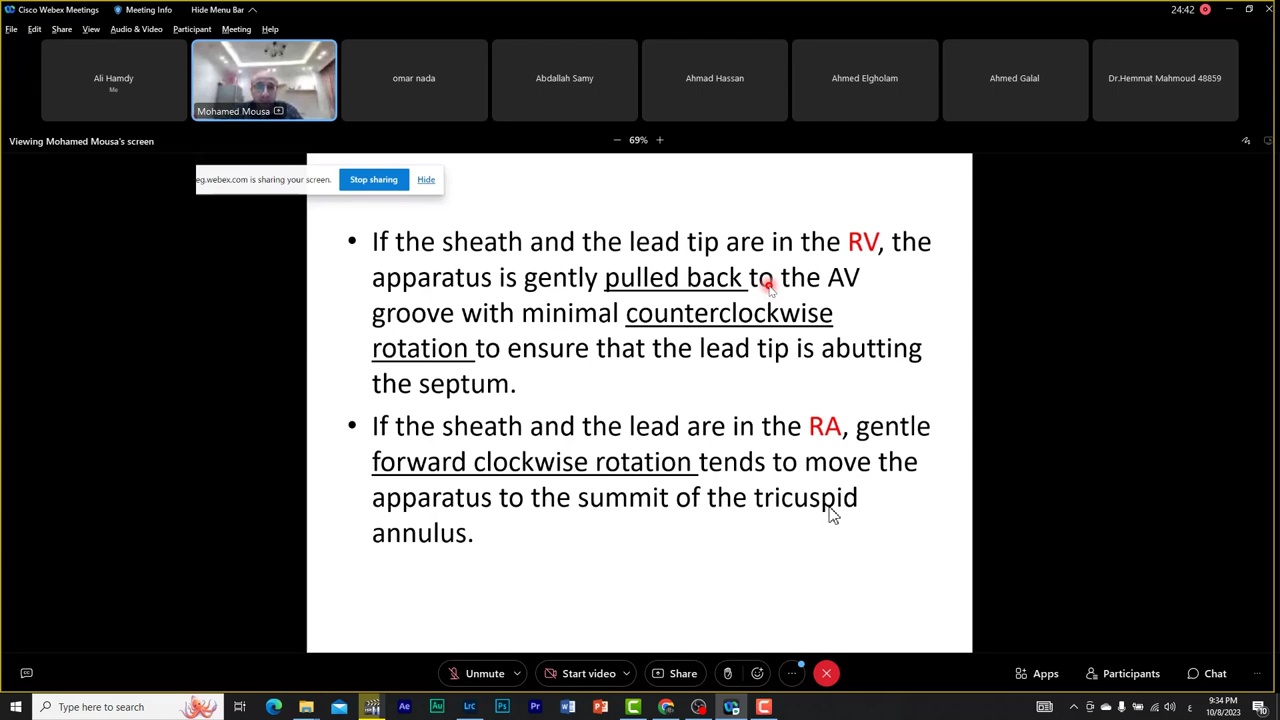 Cisco Webex Meetings
Meeting Info
Hide Menu Bar
24:42
File Edit Share View Audio & Video Participant Meeting Help
Ali Hamdy
Me
Mohamed Mousa
omar nada
Abdallah Samy
Ahmad Hassan
Ahmed Elgholam
Ahmed Galal
Dr.Hemmat Mahmoud 48859
Viewing Mohamed Mousa's screen
69%
eg.webex.com is sharing your screen.
Stop sharing
Hide
• If the sheath and the lead tip are in the RV, the
apparatus is gently pulled back to the AV
groove with minimal counterclockwise
rotation to ensure that the lead tip is abutting
the septum.
• If the sheath and the lead are in the RA, gentle
forward clockwise rotation tends to move the
apparatus to the summit of the tricuspid
annulus.
Unmute
Start video
Share
Apps
Participants
Chat
Type here to search
9:34 PM
10/8/2023